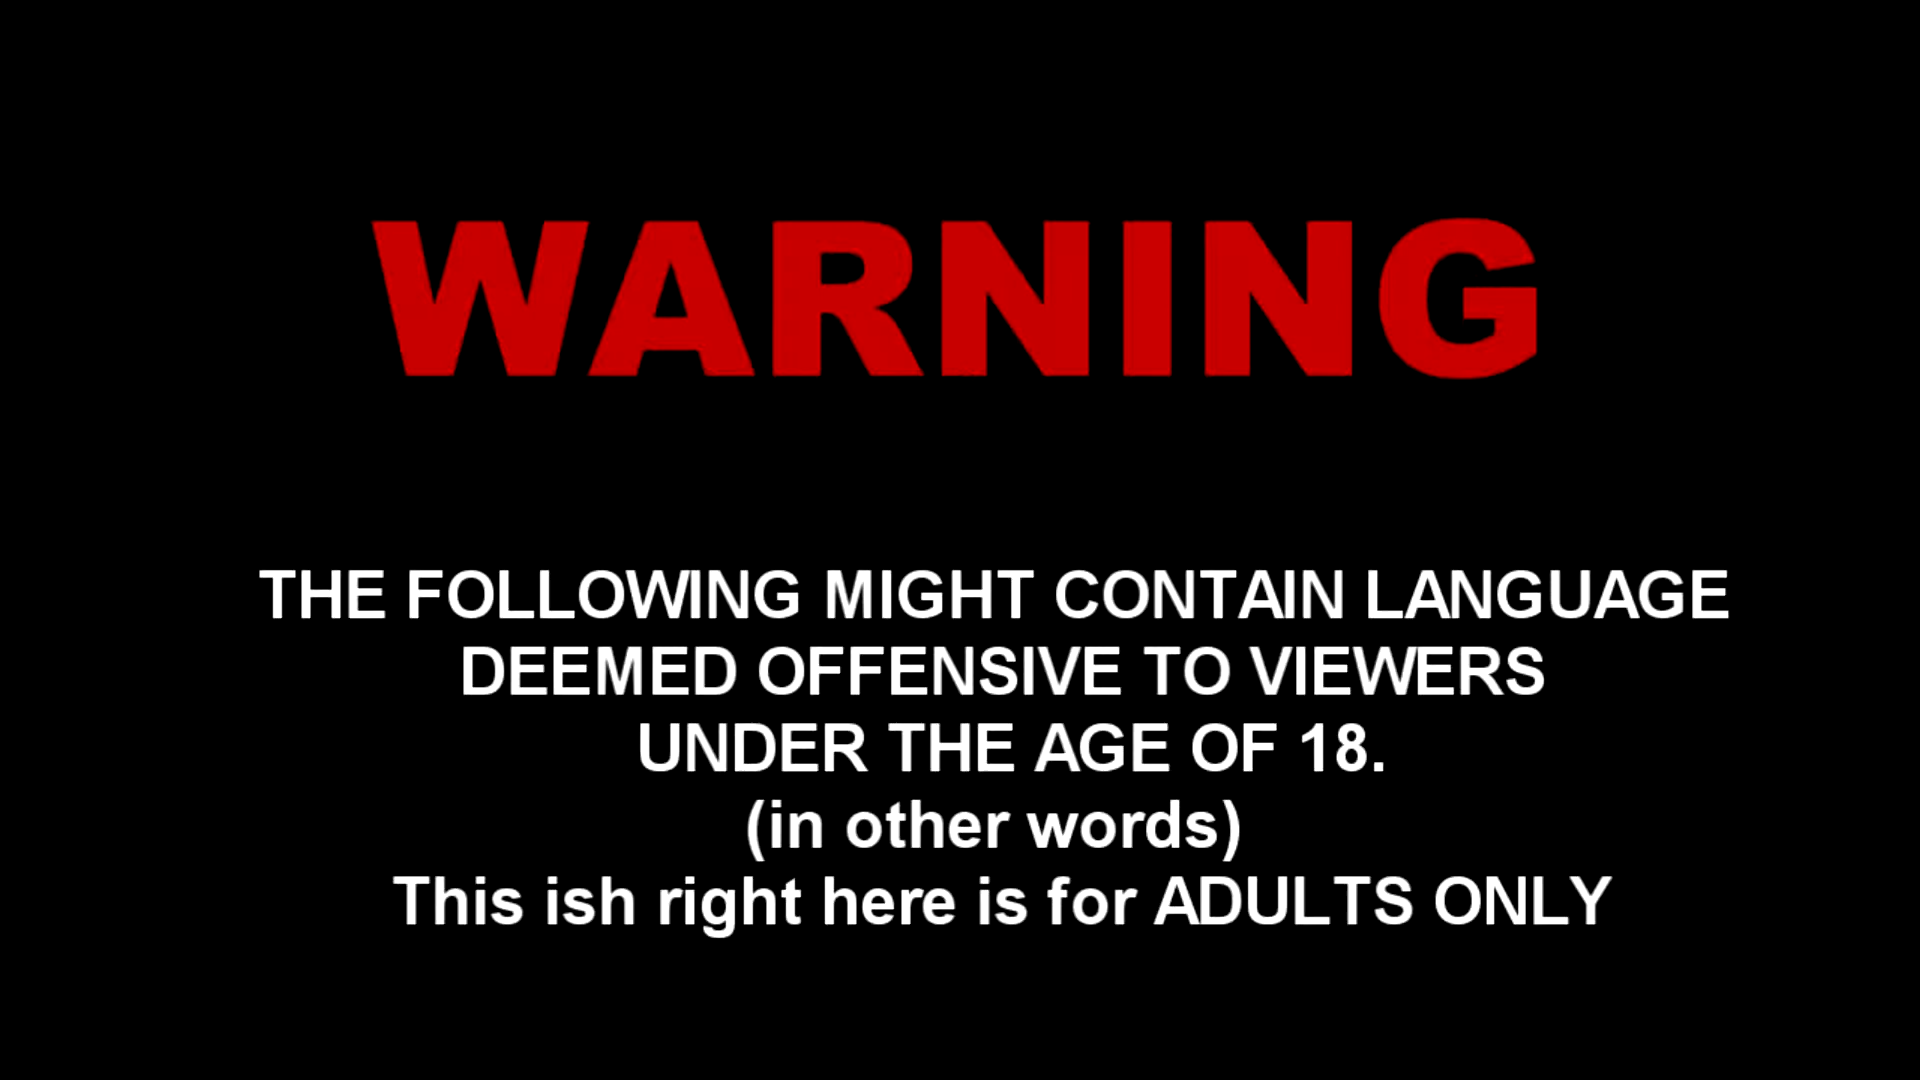 WARNING
THE FOLLOWING MIGHT CONTAIN LANGUAGE
DEEMED OFFENSIVE TO VIEWERS
UNDER THE AGE OF 18.
(in other words)
This ish right here is for ADULTS ONLY